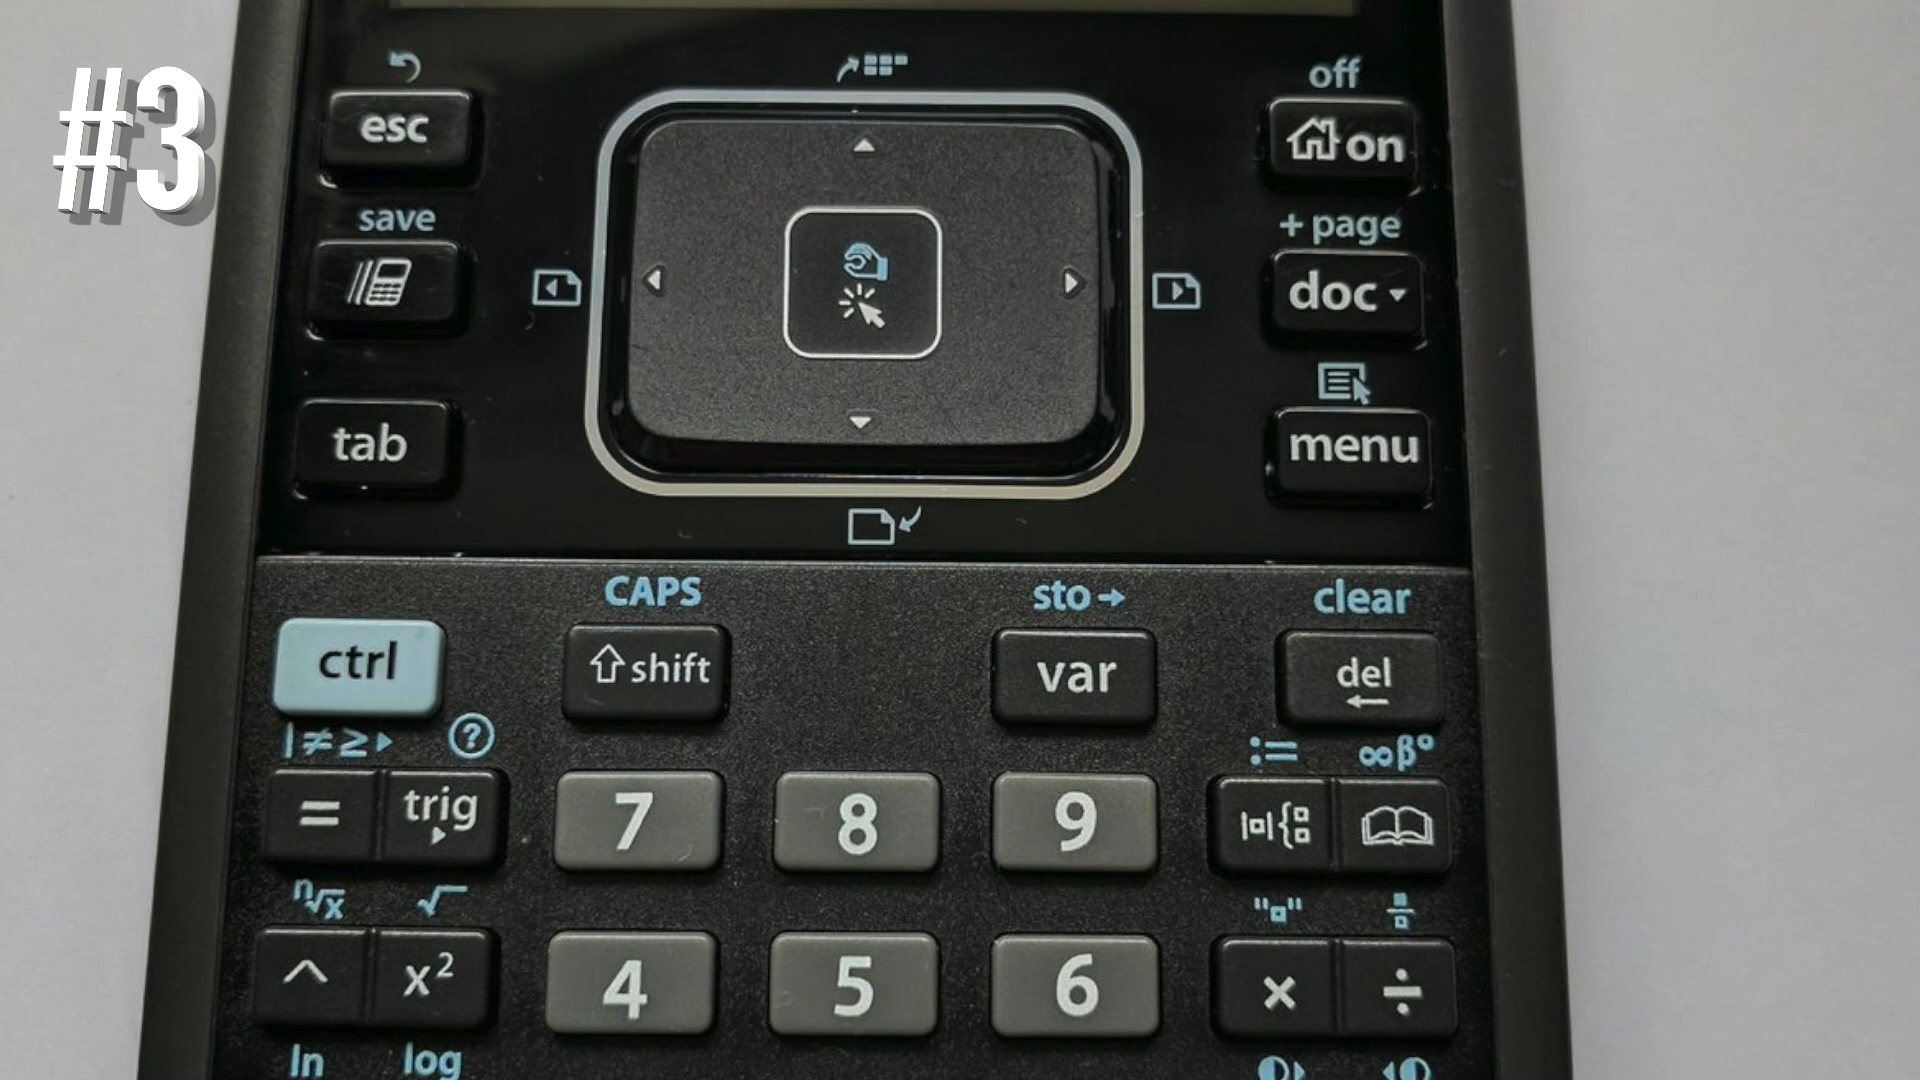 #3
off
esc
on
save
+ page
doc
tab
menu
CAPS
sto→
clear
ctrl
shift
var
del
←
|≠≥▸ ?
:= ∞β°
= trig
7
8
9
|□|{
ⁿ√x √
"□"
^ x²
4
5
6
× ÷
ln log